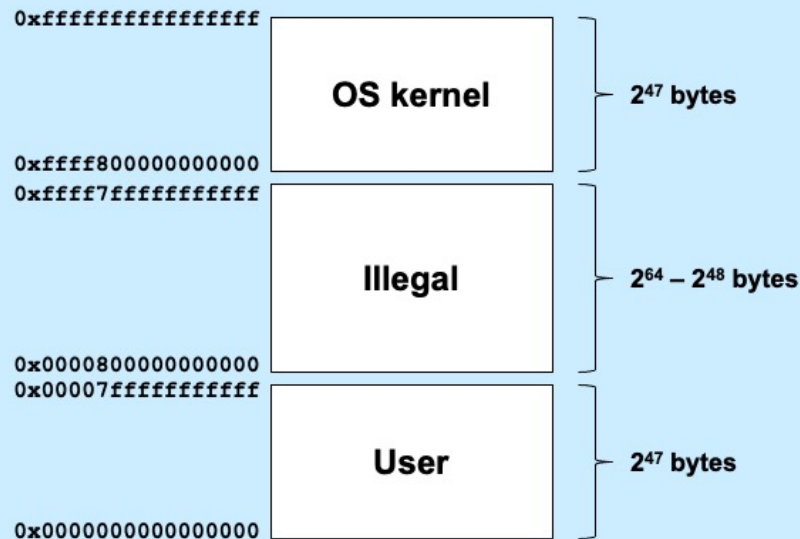 0xffffffffffffffff
OS kernel
2⁴⁷ bytes
0xffff800000000000
0xffff7fffffffffff
Illegal
2⁶⁴ – 2⁴⁸ bytes
0x0000800000000000
0x00007fffffffffff
User
2⁴⁷ bytes
0x0000000000000000